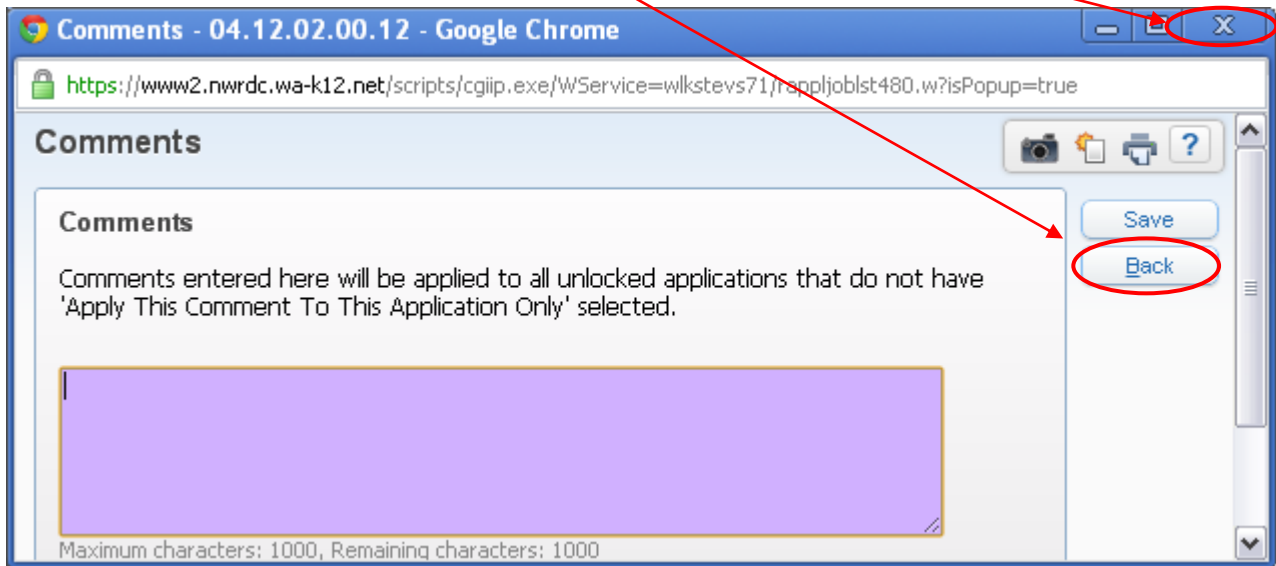 Comments - 04.12.02.00.12 - Google Chrome
https://www2.nwrdc.wa-k12.net/scripts/cgiip.exe/WService=wlkstevs71/rappljoblst480.w?isPopup=true
Comments
?
Comments
Save
Comments entered here will be applied to all unlocked applications that do not have
Back
'Apply This Comment To This Application Only' selected.
Maximum characters: 1000, Remaining characters: 1000